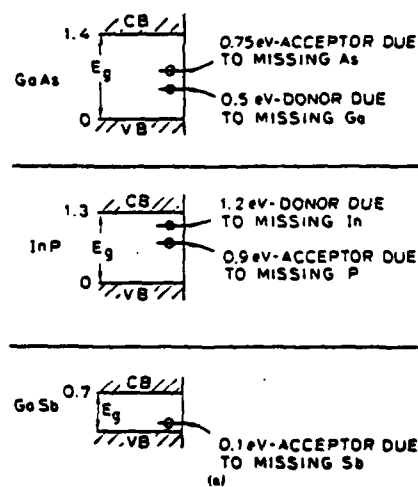 CB
1.4
0.75 eV-ACCEPTOR DUE
TO MISSING As
GaAs
Eg
0.5 eV-DONOR DUE
TO MISSING Ga
0
VB
CB
1.3
1.2 eV-DONOR DUE
TO MISSING In
InP
Eg
0.9 eV-ACCEPTOR DUE
TO MISSING P
0
VB
CB
0.7
GaSb
Eg
VB
0.1 eV-ACCEPTOR DUE
TO MISSING Sb
(a)